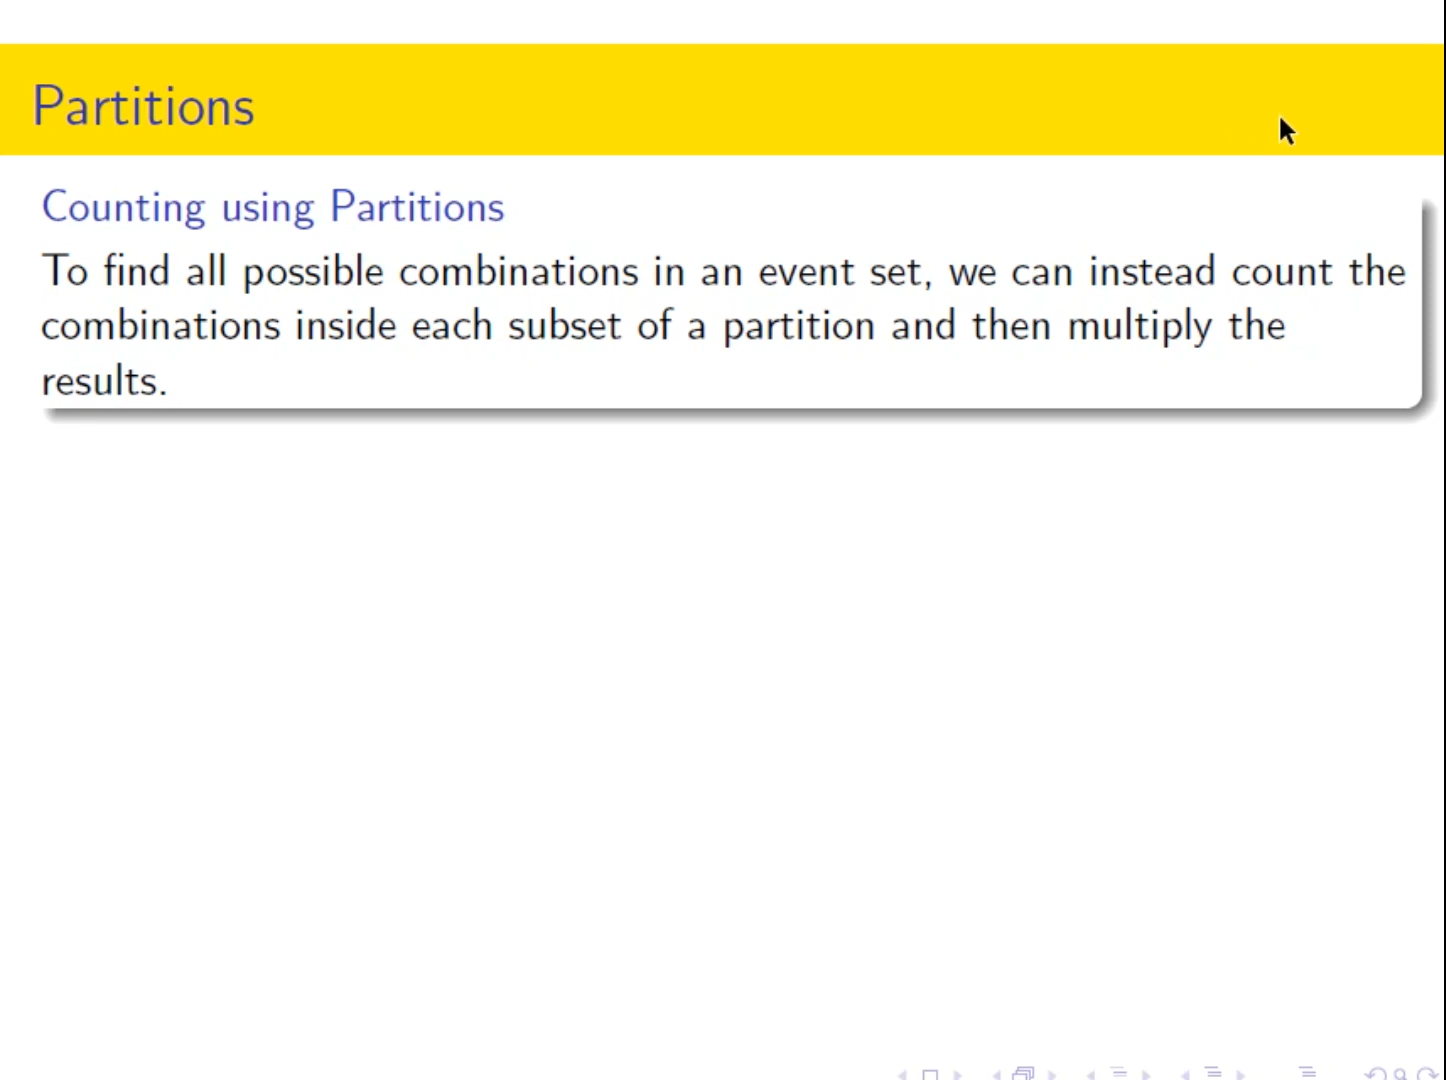 Partitions
Counting using Partitions
To find all possible combinations in an event set, we can instead count the
combinations inside each subset of a partition and then multiply the
results.